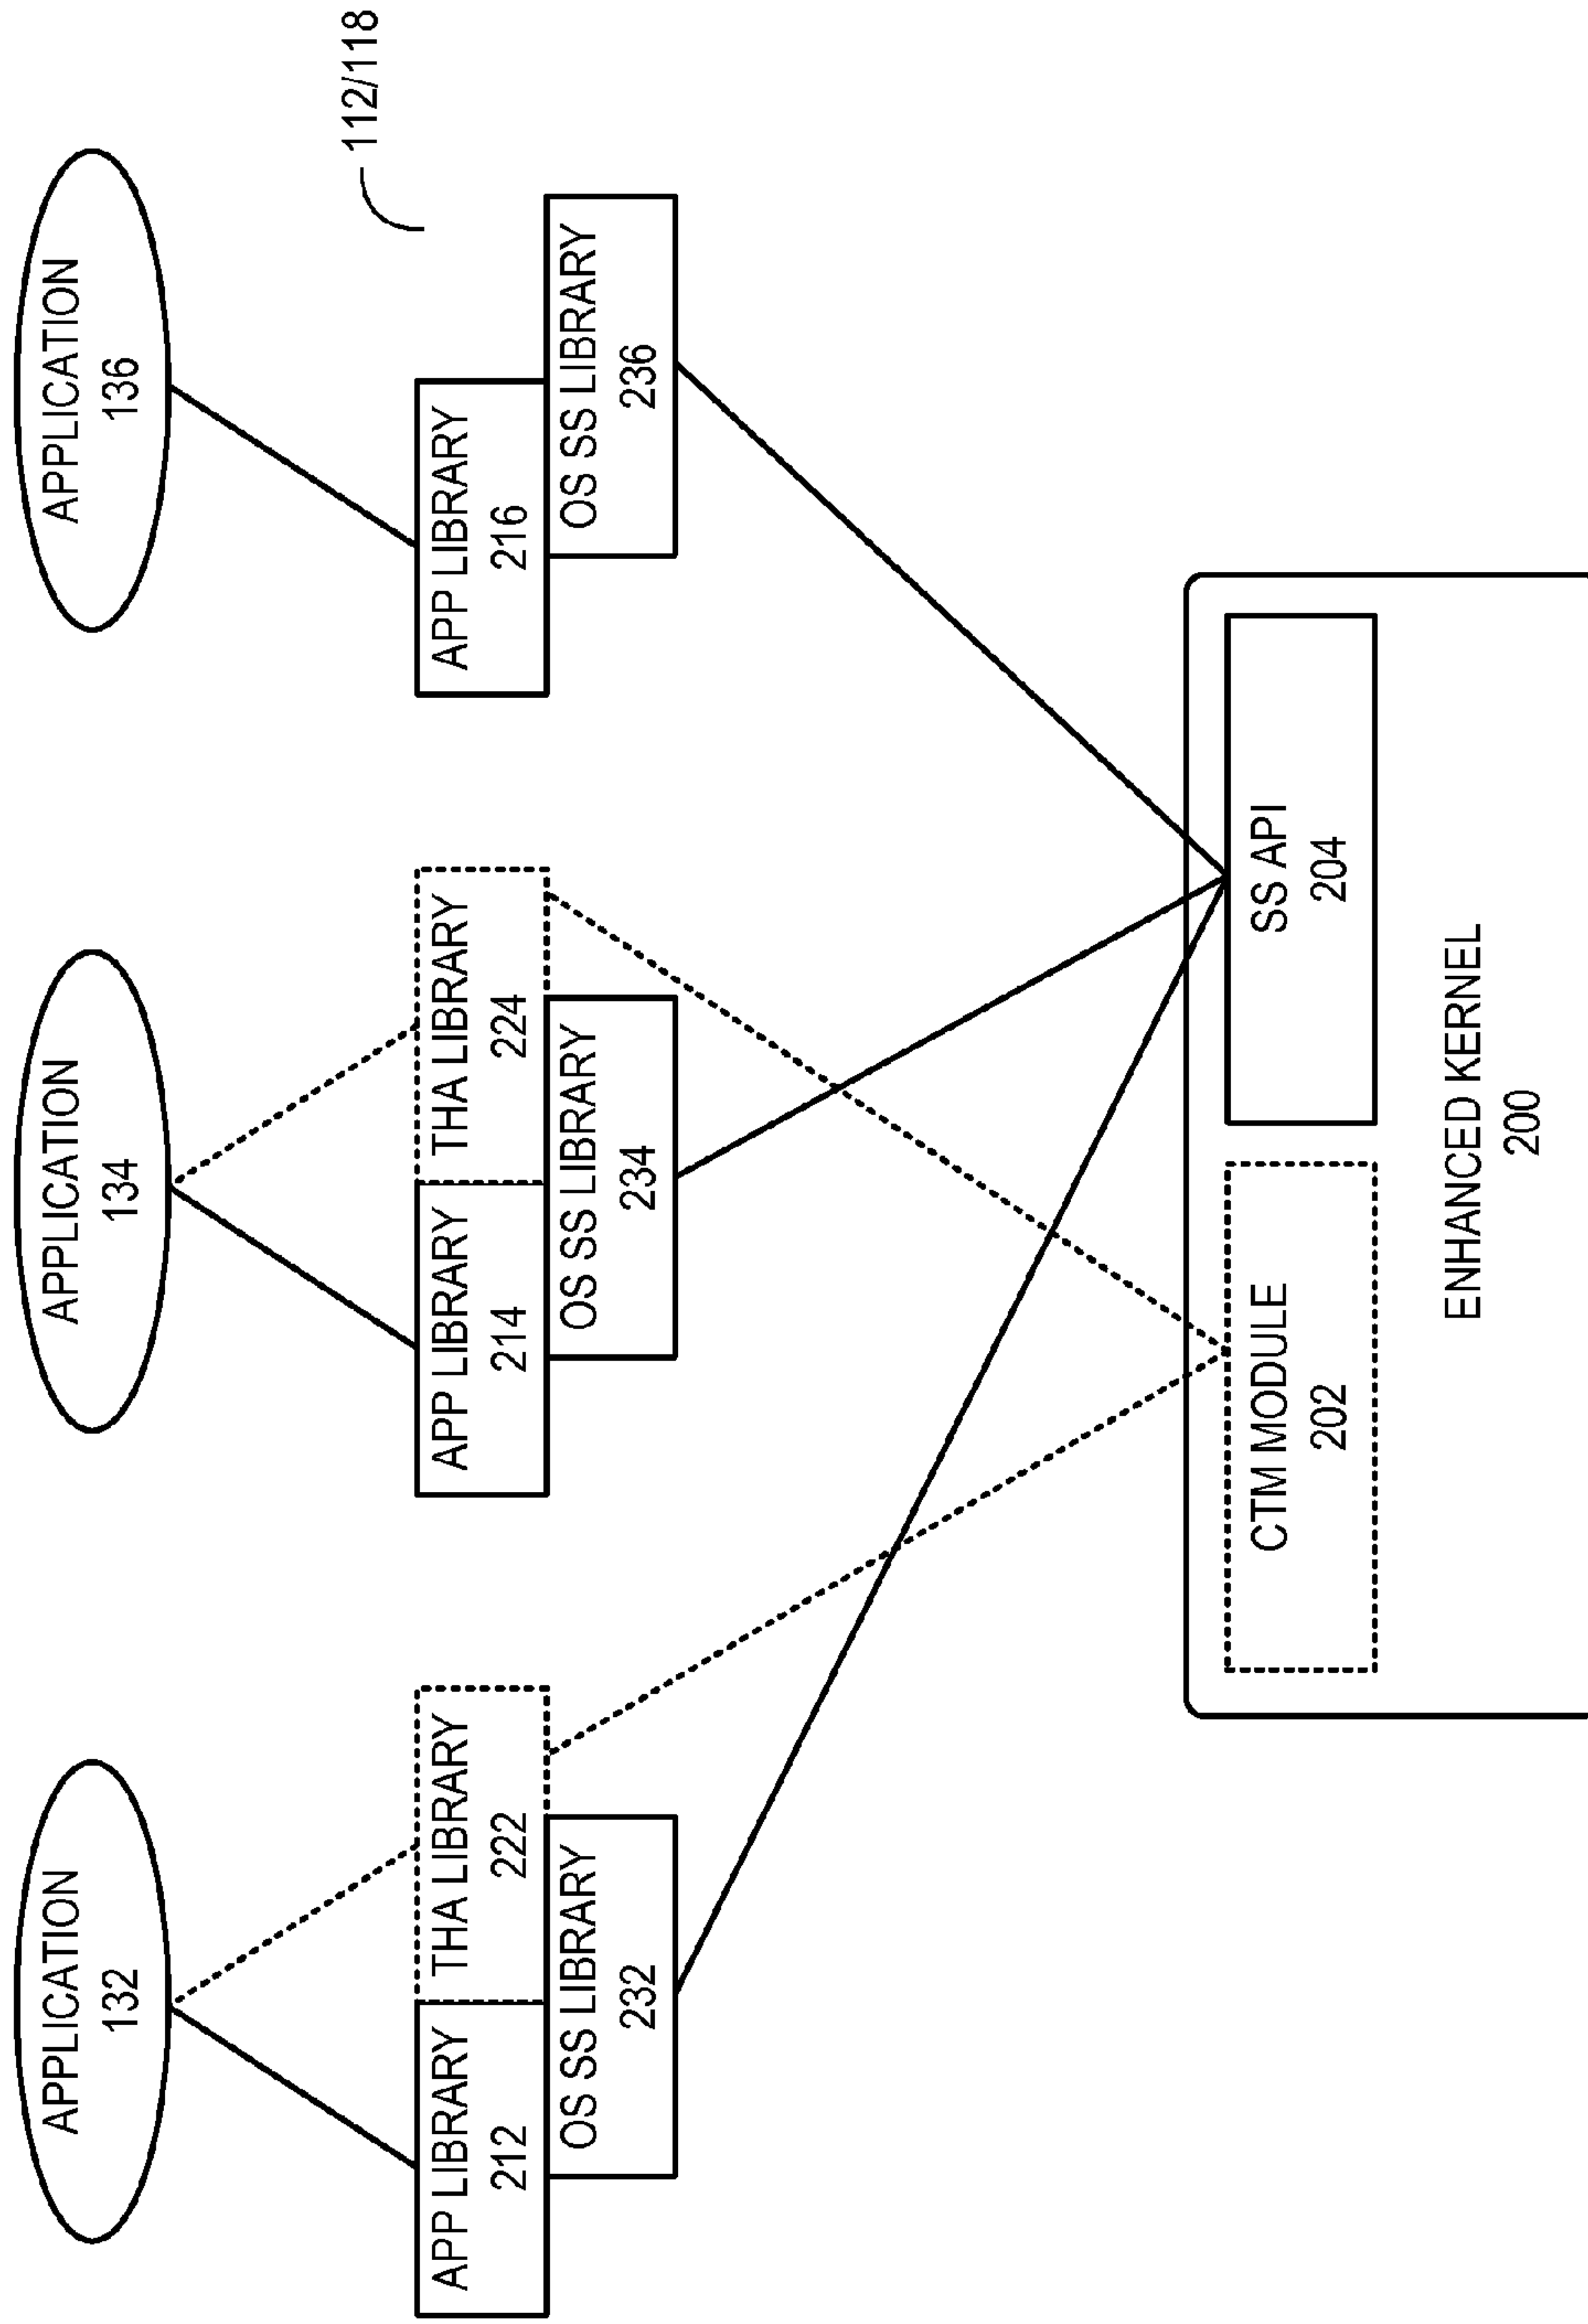 APPLICATION
132
APPLICATION
134
APPLICATION
136
112/118
APP LIBRARY
212
THA LIBRARY
222
APP LIBRARY
214
THA LIBRARY
224
APP LIBRARY
216
OS SS LIBRARY
232
OS SS LIBRARY
234
OS SS LIBRARY
236
CTM MODULE
202
SS API
204
ENHANCED KERNEL
200